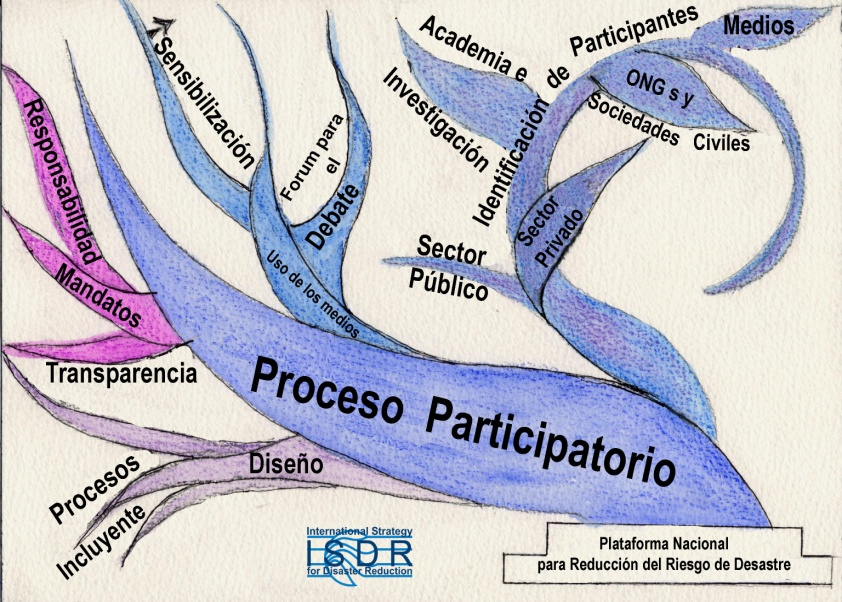 Academia e
Investigación
Identificación de Participantes
Medios
ONG s y
Sociedades Civiles
Sector
Privado
Sector
Público
Sensibilización
Forum para
el
Debate
Uso de los medios
Responsabilidad
Mandatos
Transparencia
Proceso Participatorio
Diseño
Procesos
Incluyente
International Strategy
ISDR
for Disaster Reduction
Plataforma Nacional
para Reducción del Riesgo de Desastre